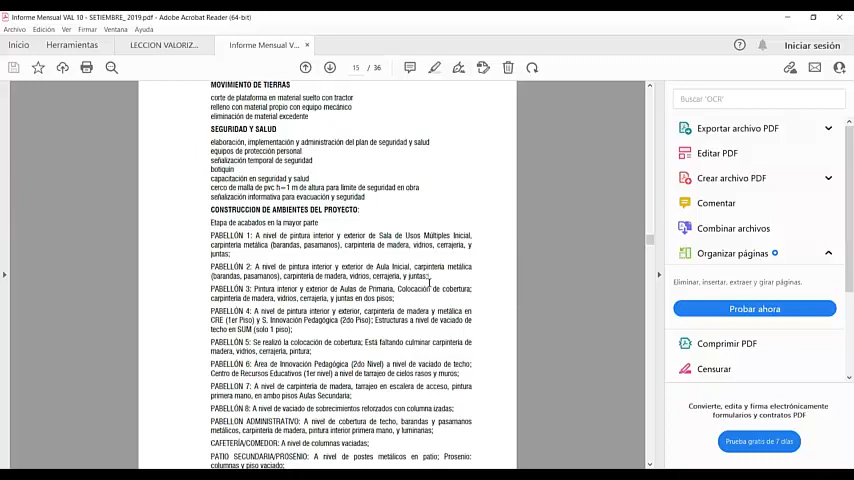 Informe Mensual VAL 10 - SETIEMBRE_ 2019.pdf - Adobe Acrobat Reader (64-bit)
Archivo Edición Ver Firma Ventana Ayuda
Inicio Herramientas LECCION VALORIZ... Informe Mensual V... × Iniciar sesión
15 / 36
MOVIMIENTO DE TIERRAS
corte de plataforma en material suelto con tractor
relleno con material propio con equipo mecánico
eliminación de material excedente
SEGURIDAD Y SALUD
elaboración, implementación y administración del plan de seguridad y salud
equipos de protección personal
señalización temporal de seguridad
botiquín
capacitación en seguridad y salud
cerco de malla de pvc h=1 m de altura para límite de seguridad en obra
señalización informativa para evacuación y seguridad
CONSTRUCCION DE AMBIENTES DEL PROYECTO:
Etapa de acabados en la mayor parte
PABELLÓN 1: A nivel de pintura interior y exterior de Sala de Usos Múltiples Inicial,
carpintería metálica (barandas, pasamanos), carpintería de madera, vidrios, cerrajería, y
juntas;
PABELLÓN 2: A nivel de pintura interior y exterior de Aula Inicial, carpintería metálica
(barandas, pasamanos), carpintería de madera, vidrios, cerrajería, y juntas;
PABELLÓN 3: Pintura interior y exterior de Aulas de Primaria, Colocación de cobertura;
carpintería de madera, vidrios, cerrajería, y juntas en dos pisos;
PABELLÓN 4: A nivel de pintura interior y exterior, carpintería de madera y metálica en
CRE (1er Piso) y S. Innovación Pedagógica (2do Piso); Estructuras a nivel de vaciado de
techo en SUM (solo 1 piso);
PABELLÓN 5: Se realizó la colocación de cobertura; Está faltando culminar carpintería de
madera, vidrios, cerrajería, pintura;
PABELLÓN 6: Área de Innovación Pedagógica (2do Nivel) a nivel de vaciado de techo;
Centro de Recursos Educativos (1er nivel) a nivel de tarrajeo de cielos rasos y muros;
PABELLÓN 7: A nivel de carpintería de madera, tarrajeo en escalera de acceso, pintura
primera mano, en ambo pisos Aulas Secundaria;
PABELLÓN 8: A nivel de vaciado de sobrecimientos reforzados con columna izadas;
PABELLON ADMINISTRATIVO: A nivel de cobertura de techo, barandas y pasamanos
metálicos, carpintería de madera, pintura interior primera mano, y luminarias;
CAFETERÍA/COMEDOR: A nivel de columnas vaciadas;
PATIO SECUNDARIA/PROSENIO: A nivel de postes metálicos en patio; Prosenio:
columnas y piso vaciado;
Buscar 'OCR'
Exportar archivo PDF
Editar PDF
Crear archivo PDF
Comentar
Combinar archivos
Organizar páginas
Eliminar, insertar, extraer y girar páginas.
Probar ahora
Comprimir PDF
Censurar
Convierte, edita y firma electrónicamente
formularios y contratos PDF
Prueba gratis de 7 días